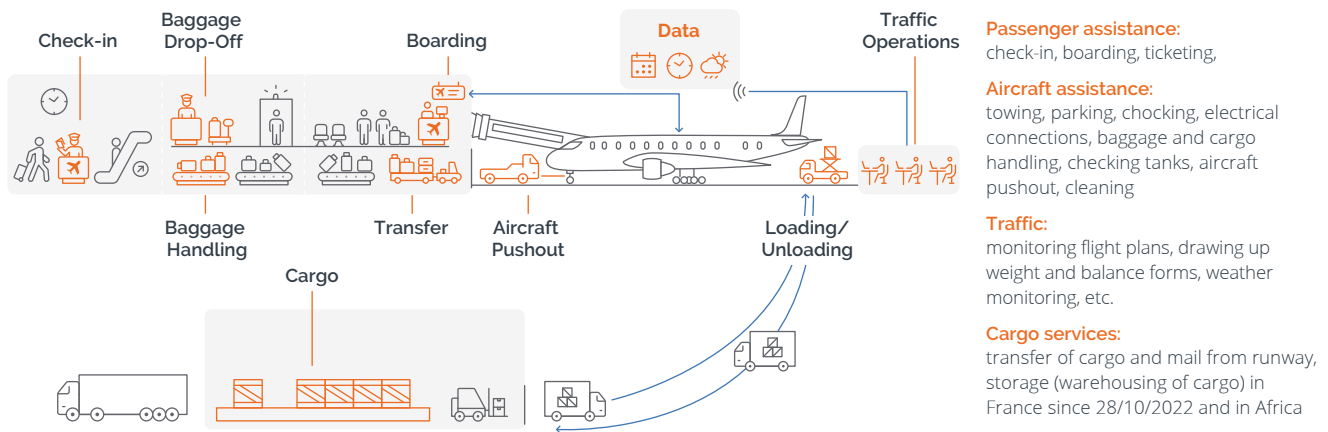 Check-in
Baggage
Drop-Off
Boarding
Data
Traffic
Operations
Baggage
Handling
Transfer
Aircraft
Pushout
Loading/
Unloading
Cargo
Passenger assistance:
check-in, boarding, ticketing,
Aircraft assistance:
towing, parking, chocking, electrical
connections, baggage and cargo
handling, checking tanks, aircraft
pushout, cleaning
Traffic:
monitoring flight plans, drawing up
weight and balance forms, weather
monitoring, etc.
Cargo services:
transfer of cargo and mail from runway,
storage (warehousing of cargo) in
France since 28/10/2022 and in Africa